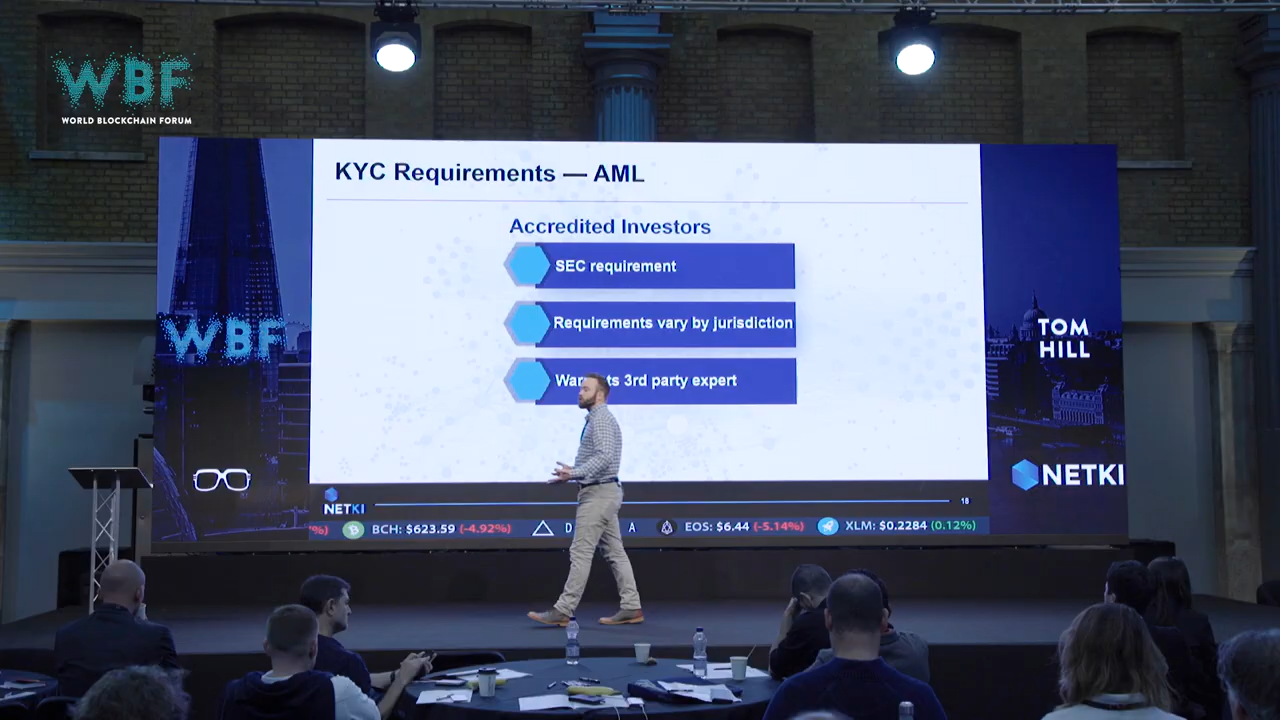 WBF
WORLD BLOCKCHAIN FORUM
KYC Requirements — AML
Accredited Investors
SEC requirement
Requirements vary by jurisdiction
3rd party expert
WBF
TOM
HILL
NETKI
NETKI
18
%) BCH: $623.59 (-4.92%) D A EOS: $6.44 (-5.14%) XLM: $0.2284 (0.12%)